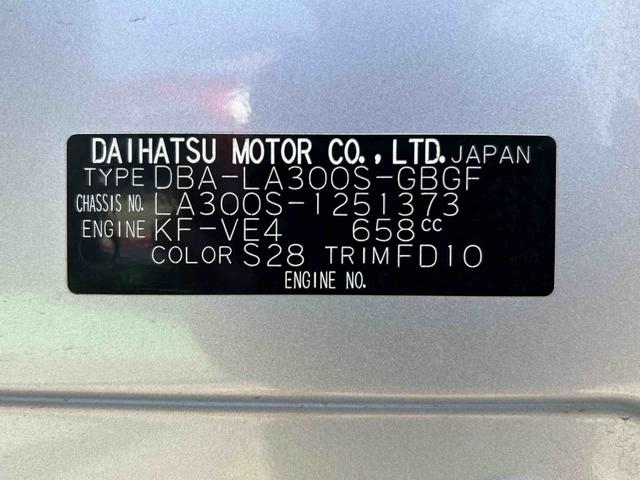 DAIHATSU MOTOR CO., LTD. JAPAN
TYPE DBA-LA300S-GBGF
CHASSIS NO. LA300S-1251373
ENGINE KF-VE4 658cc
COLOR S28 TRIM FD10
ENGINE NO.